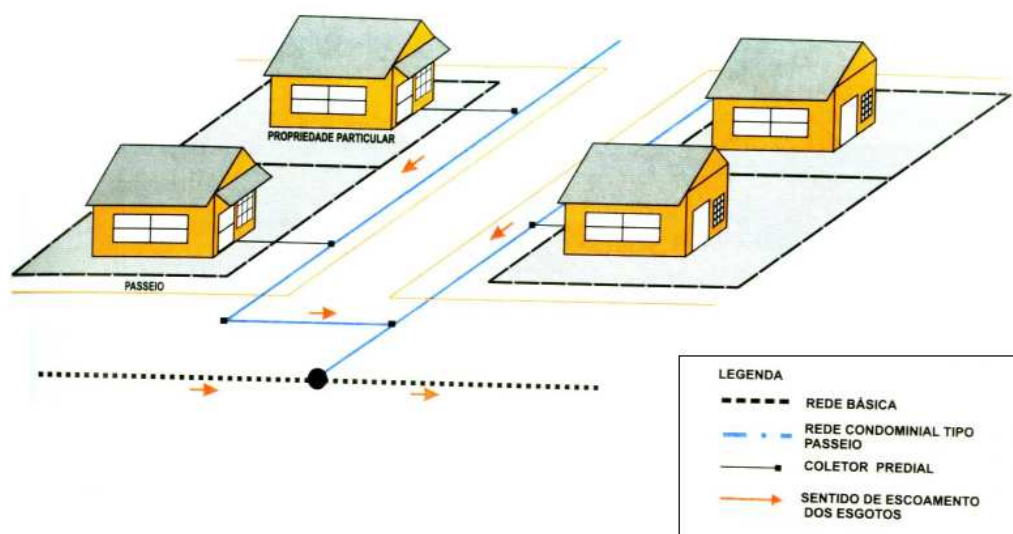 PROPRIEDADE PARTICULAR
PASSEIO
LEGENDA
REDE BÁSICA
REDE CONDOMINIAL TIPO
PASSEIO
COLETOR PREDIAL
SENTIDO DE ESCOAMENTO
DOS ESGOTOS